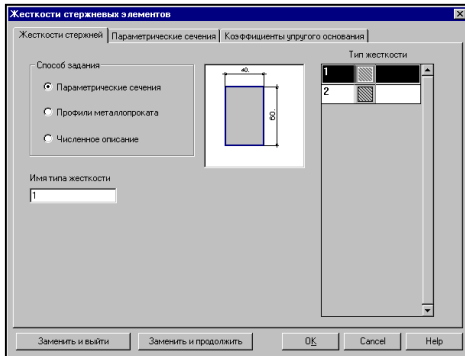 Жесткости стержневых элементов
Жесткости стержней Параметрические сечения Коэффициенты упругого основания
Тип жесткости
Способ задания
Параметрические сечения
Профили металлопроката
Численное описание
40.
60.
1
2
Имя типа жесткости
1
Заменить и выйти Заменить и продолжить OK Cancel Help